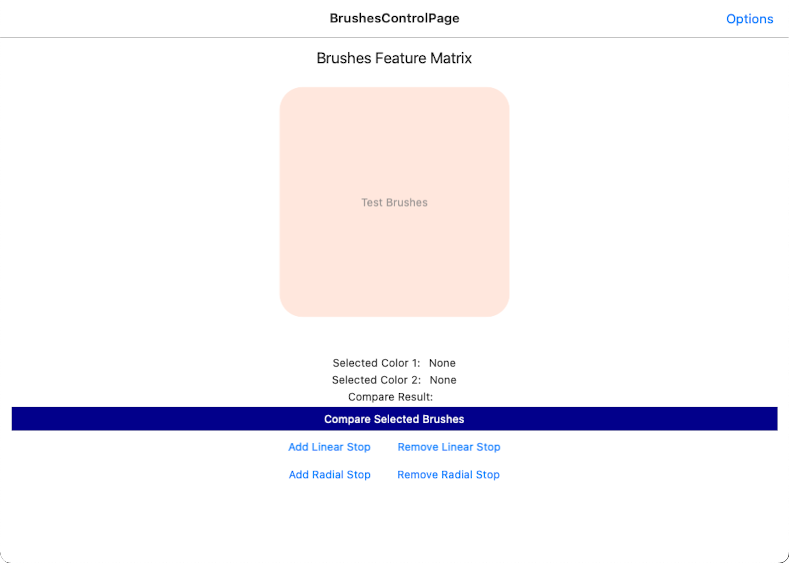 BrushesControlPage
Options
Brushes Feature Matrix
Test Brushes
Selected Color 1: None
Selected Color 2: None
Compare Result:
Compare Selected Brushes
Add Linear Stop Remove Linear Stop
Add Radial Stop Remove Radial Stop